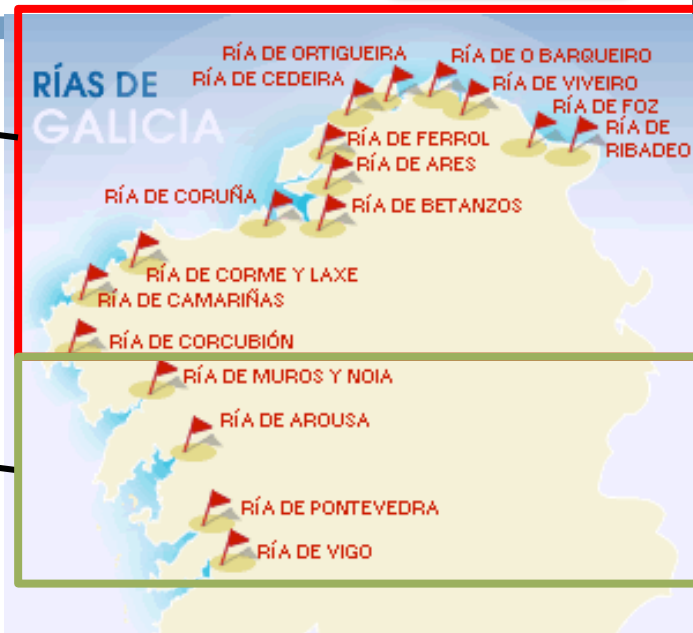 RÍAS DE
GALICIA
RÍA DE ORTIGUEIRA
RÍA DE O BARQUEIRO
RÍA DE CEDEIRA
RÍA DE VIVEIRO
RÍA DE FOZ
RÍA DE
RIBADEO
RÍA DE FERROL
RÍA DE ARES
RÍA DE CORUÑA
RÍA DE BETANZOS
RÍA DE CORME Y LAXE
RÍA DE CAMARIÑAS
RÍA DE CORCUBIÓN
RÍA DE MUROS Y NOIA
RÍA DE AROUSA
RÍA DE PONTEVEDRA
RÍA DE VIGO